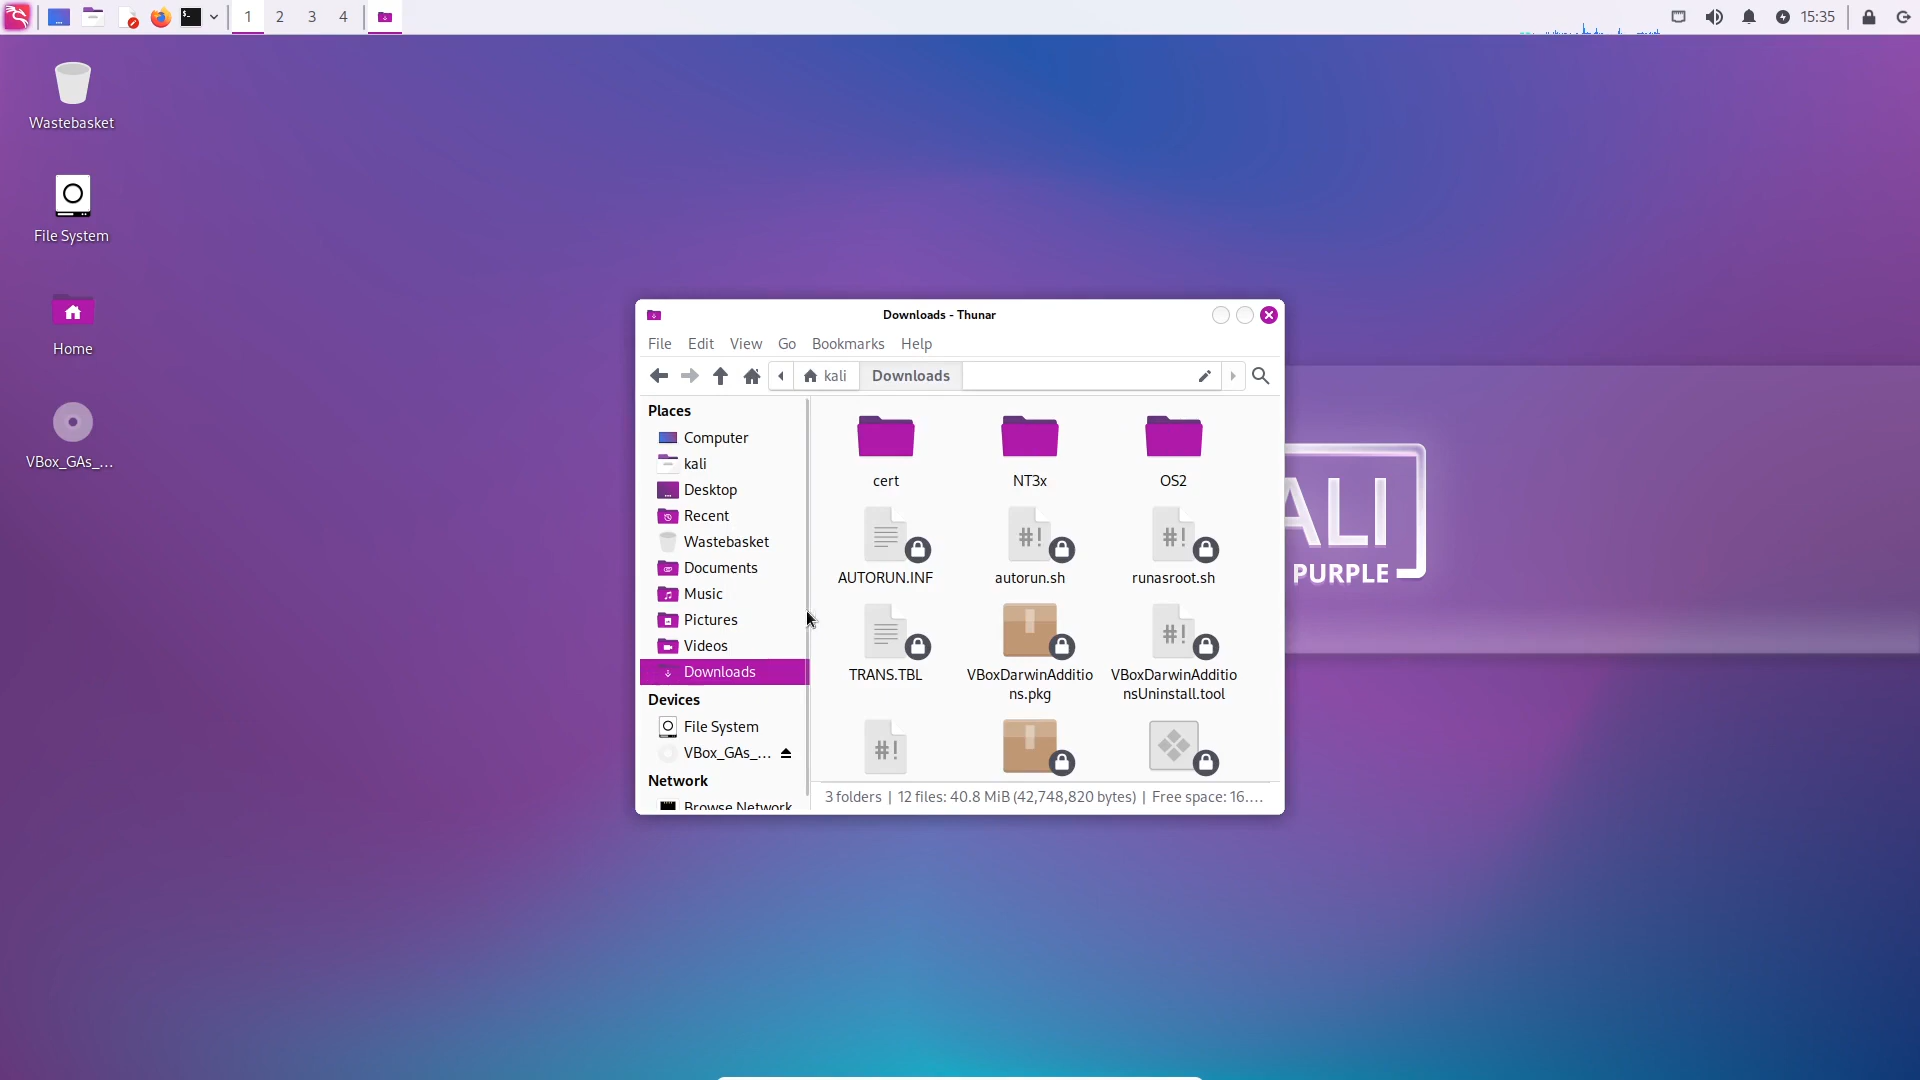 1 2 3 4
15:35
Wastebasket
File System
Home
VBox_GAs_...
Downloads - Thunar
File Edit View Go Bookmarks Help
kali Downloads
Places
Computer
kali
Desktop
Recent
Wastebasket
Documents
Music
Pictures
Videos
Downloads
Devices
File System
VBox_GAs_...
Network
Browse Network
cert NT3x OS2
#! #!
AUTORUN.INF autorun.sh runasroot.sh
#!
TRANS.TBL VBoxDarwinAdditio VBoxDarwinAdditio
ns.pkg nsUninstall.tool
#!
3 folders | 12 files: 40.8 MiB (42,748,820 bytes) | Free space: 16....
ALI
PURPLE